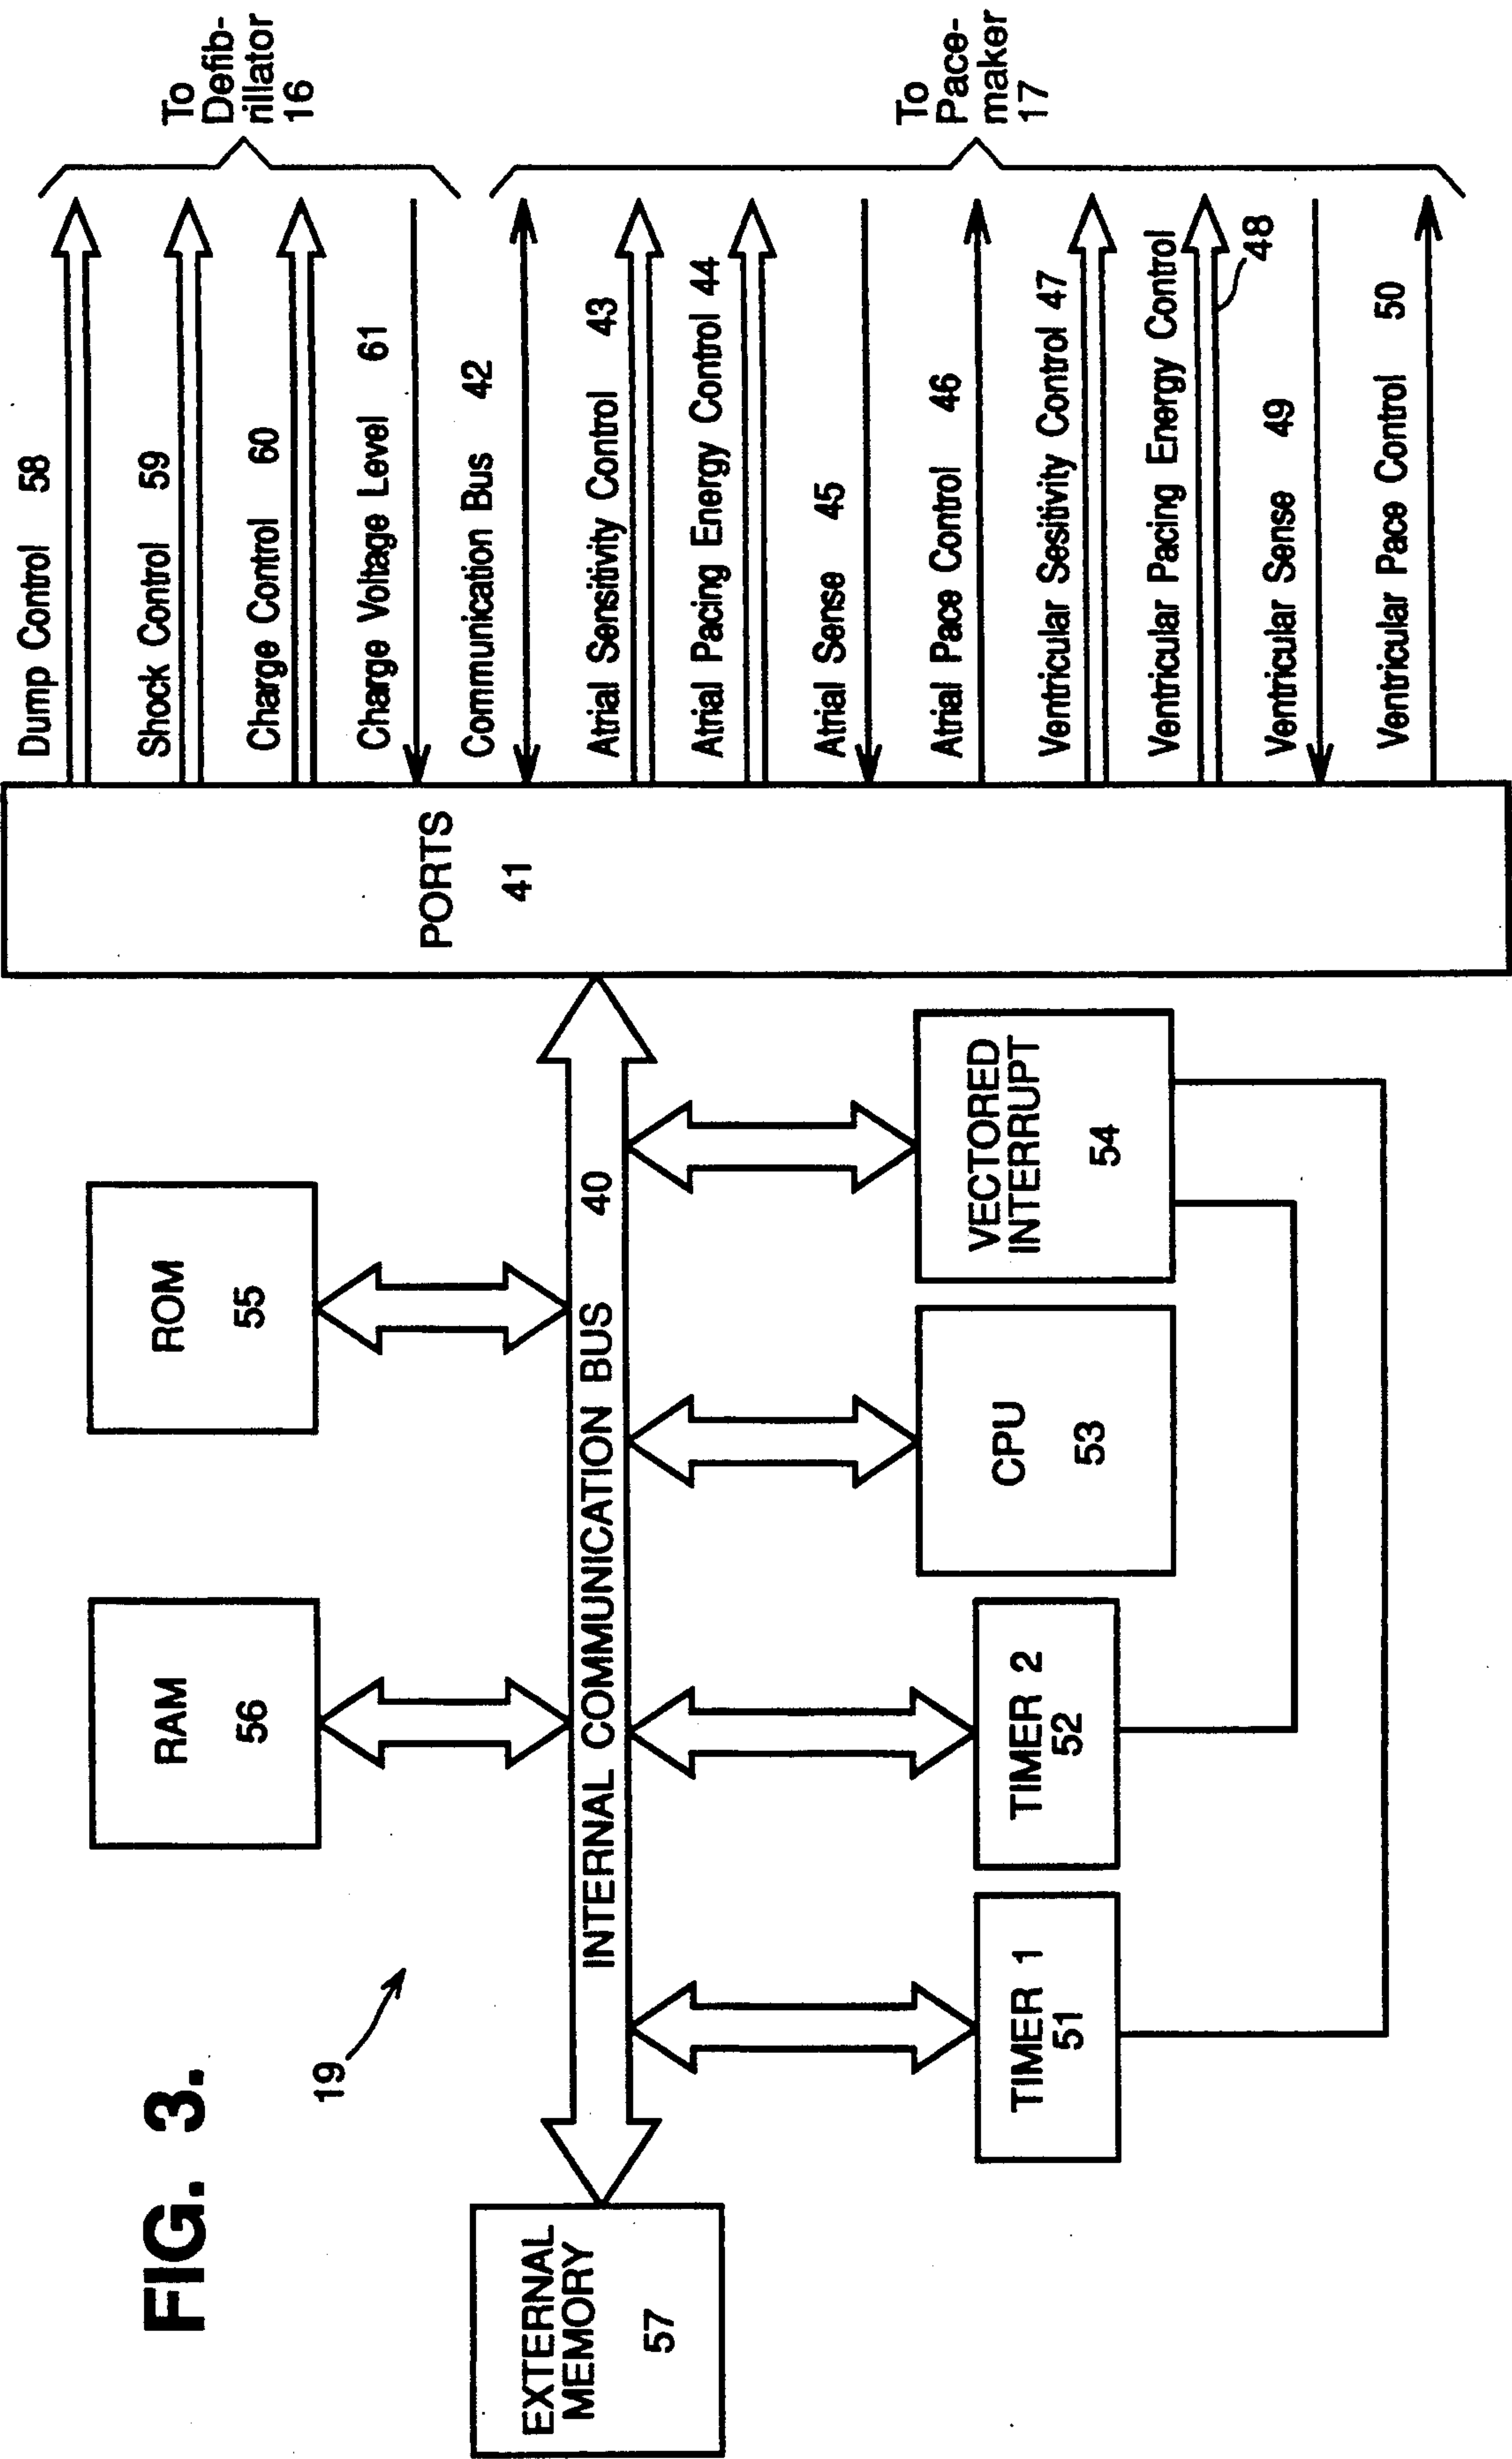 FIG. 3.
19
EXTERNAL
MEMORY
57
RAM
56
ROM
55
INTERNAL COMMUNICATION BUS 40
TIMER 1
51
TIMER 2
52
CPU
53
VECTORED
INTERRUPT
54
PORTS
41
Dump Control 58
Shock Control 59
Charge Control 60
Charge Voltage Level 61
Communication Bus 42
Atrial Sensitivity Control 43
Atrial Pacing Energy Control 44
Atrial Sense 45
Atrial Pace Control 46
Ventricular Sesitivity Control 47
Ventricular Pacing Energy Control
48
Ventricular Sense 49
Ventricular Pace Control 50
To
Defib-
rillator
16
To
Pace-
maker
17